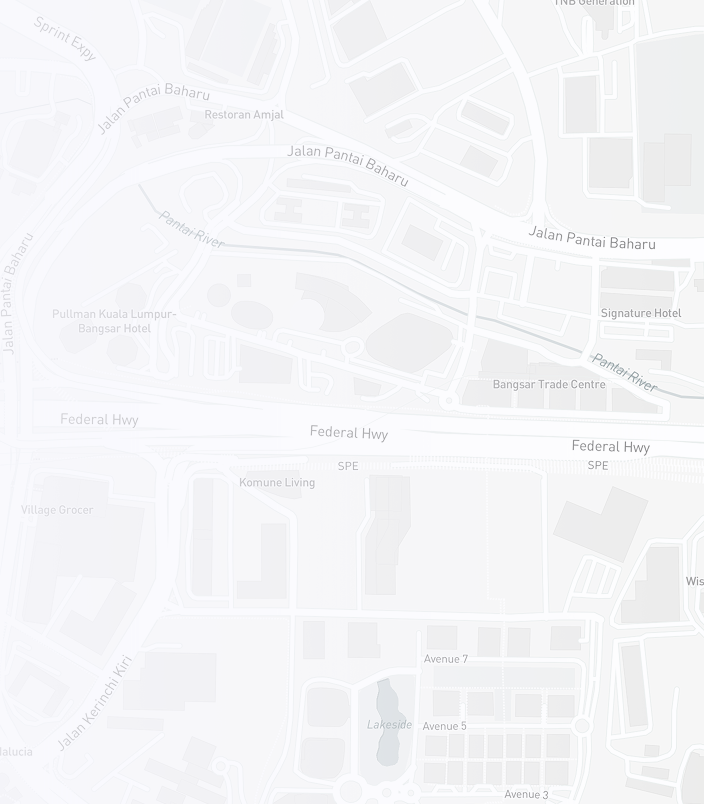 TNB Generation
Sprint Expy
Jalan Pantai Baharu
Restoran Amjal
Jalan Pantai Baharu
Pantai River
Jalan Pantai Baharu
Jalan Pantai Baharu
Pullman Kuala Lumpur-
Bangsar Hotel
Signature Hotel
Pantai River
Bangsar Trade Centre
Federal Hwy
Federal Hwy
Federal Hwy
SPE
SPE
Komune Living
Village Grocer
Wis
Jalan Kerinchi Kiri
Avenue 7
Lakeside
Avenue 5
alucia
Avenue 3